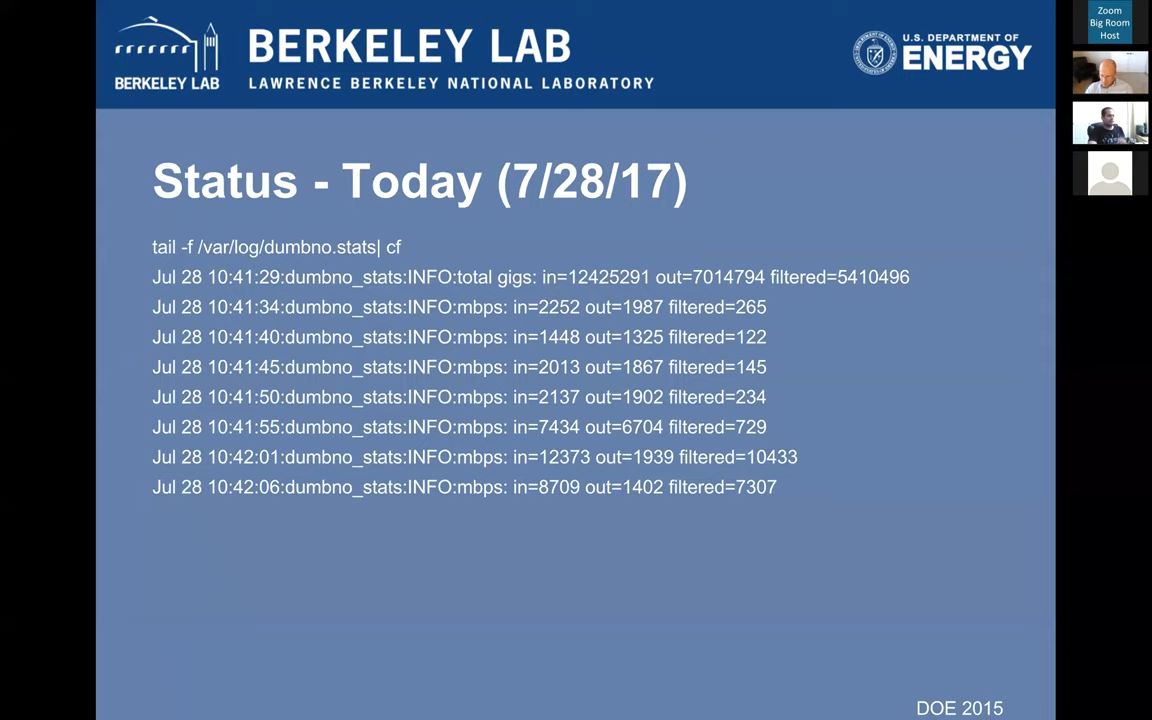 BERKELEY LAB
BERKELEY LAB
LAWRENCE BERKELEY NATIONAL LABORATORY
U.S. DEPARTMENT OF
ENERGY
Zoom
Big Room
Host
Status - Today (7/28/17)
tail -f /var/log/dumbno.stats| cf
Jul 28 10:41:29:dumbno_stats:INFO:total gigs: in=12425291 out=7014794 filtered=5410496
Jul 28 10:41:34:dumbno_stats:INFO:mbps: in=2252 out=1987 filtered=265
Jul 28 10:41:40:dumbno_stats:INFO:mbps: in=1448 out=1325 filtered=122
Jul 28 10:41:45:dumbno_stats:INFO:mbps: in=2013 out=1867 filtered=145
Jul 28 10:41:50:dumbno_stats:INFO:mbps: in=2137 out=1902 filtered=234
Jul 28 10:41:55:dumbno_stats:INFO:mbps: in=7434 out=6704 filtered=729
Jul 28 10:42:01:dumbno_stats:INFO:mbps: in=12373 out=1939 filtered=10433
Jul 28 10:42:06:dumbno_stats:INFO:mbps: in=8709 out=1402 filtered=7307
DOE 2015